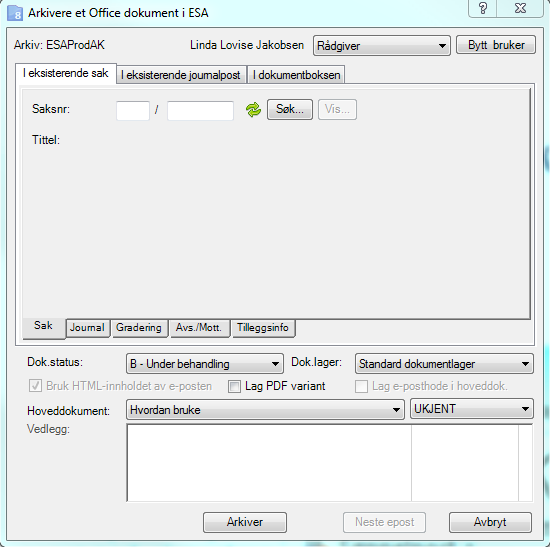 8 Arkivere et Office dokument i ESA
Arkiv: ESAProdAK Linda Lovise Jakobsen Rådgiver Bytt bruker
I eksisterende sak I eksisterende journalpost I dokumentboksen
Saksnr: / Søk... Vis...
Tittel:
Sak Journal Gradering Avs./Mott. Tilleggsinfo
Dok.status: B - Under behandling Dok.lager: Standard dokumentlager
Bruk HTML-innholdet av e-posten Lag PDF variant Lag e-posthode i hoveddok.
Hoveddokument: Hvordan bruke UKJENT
Vedlegg:
Arkiver Neste epost Avbryt